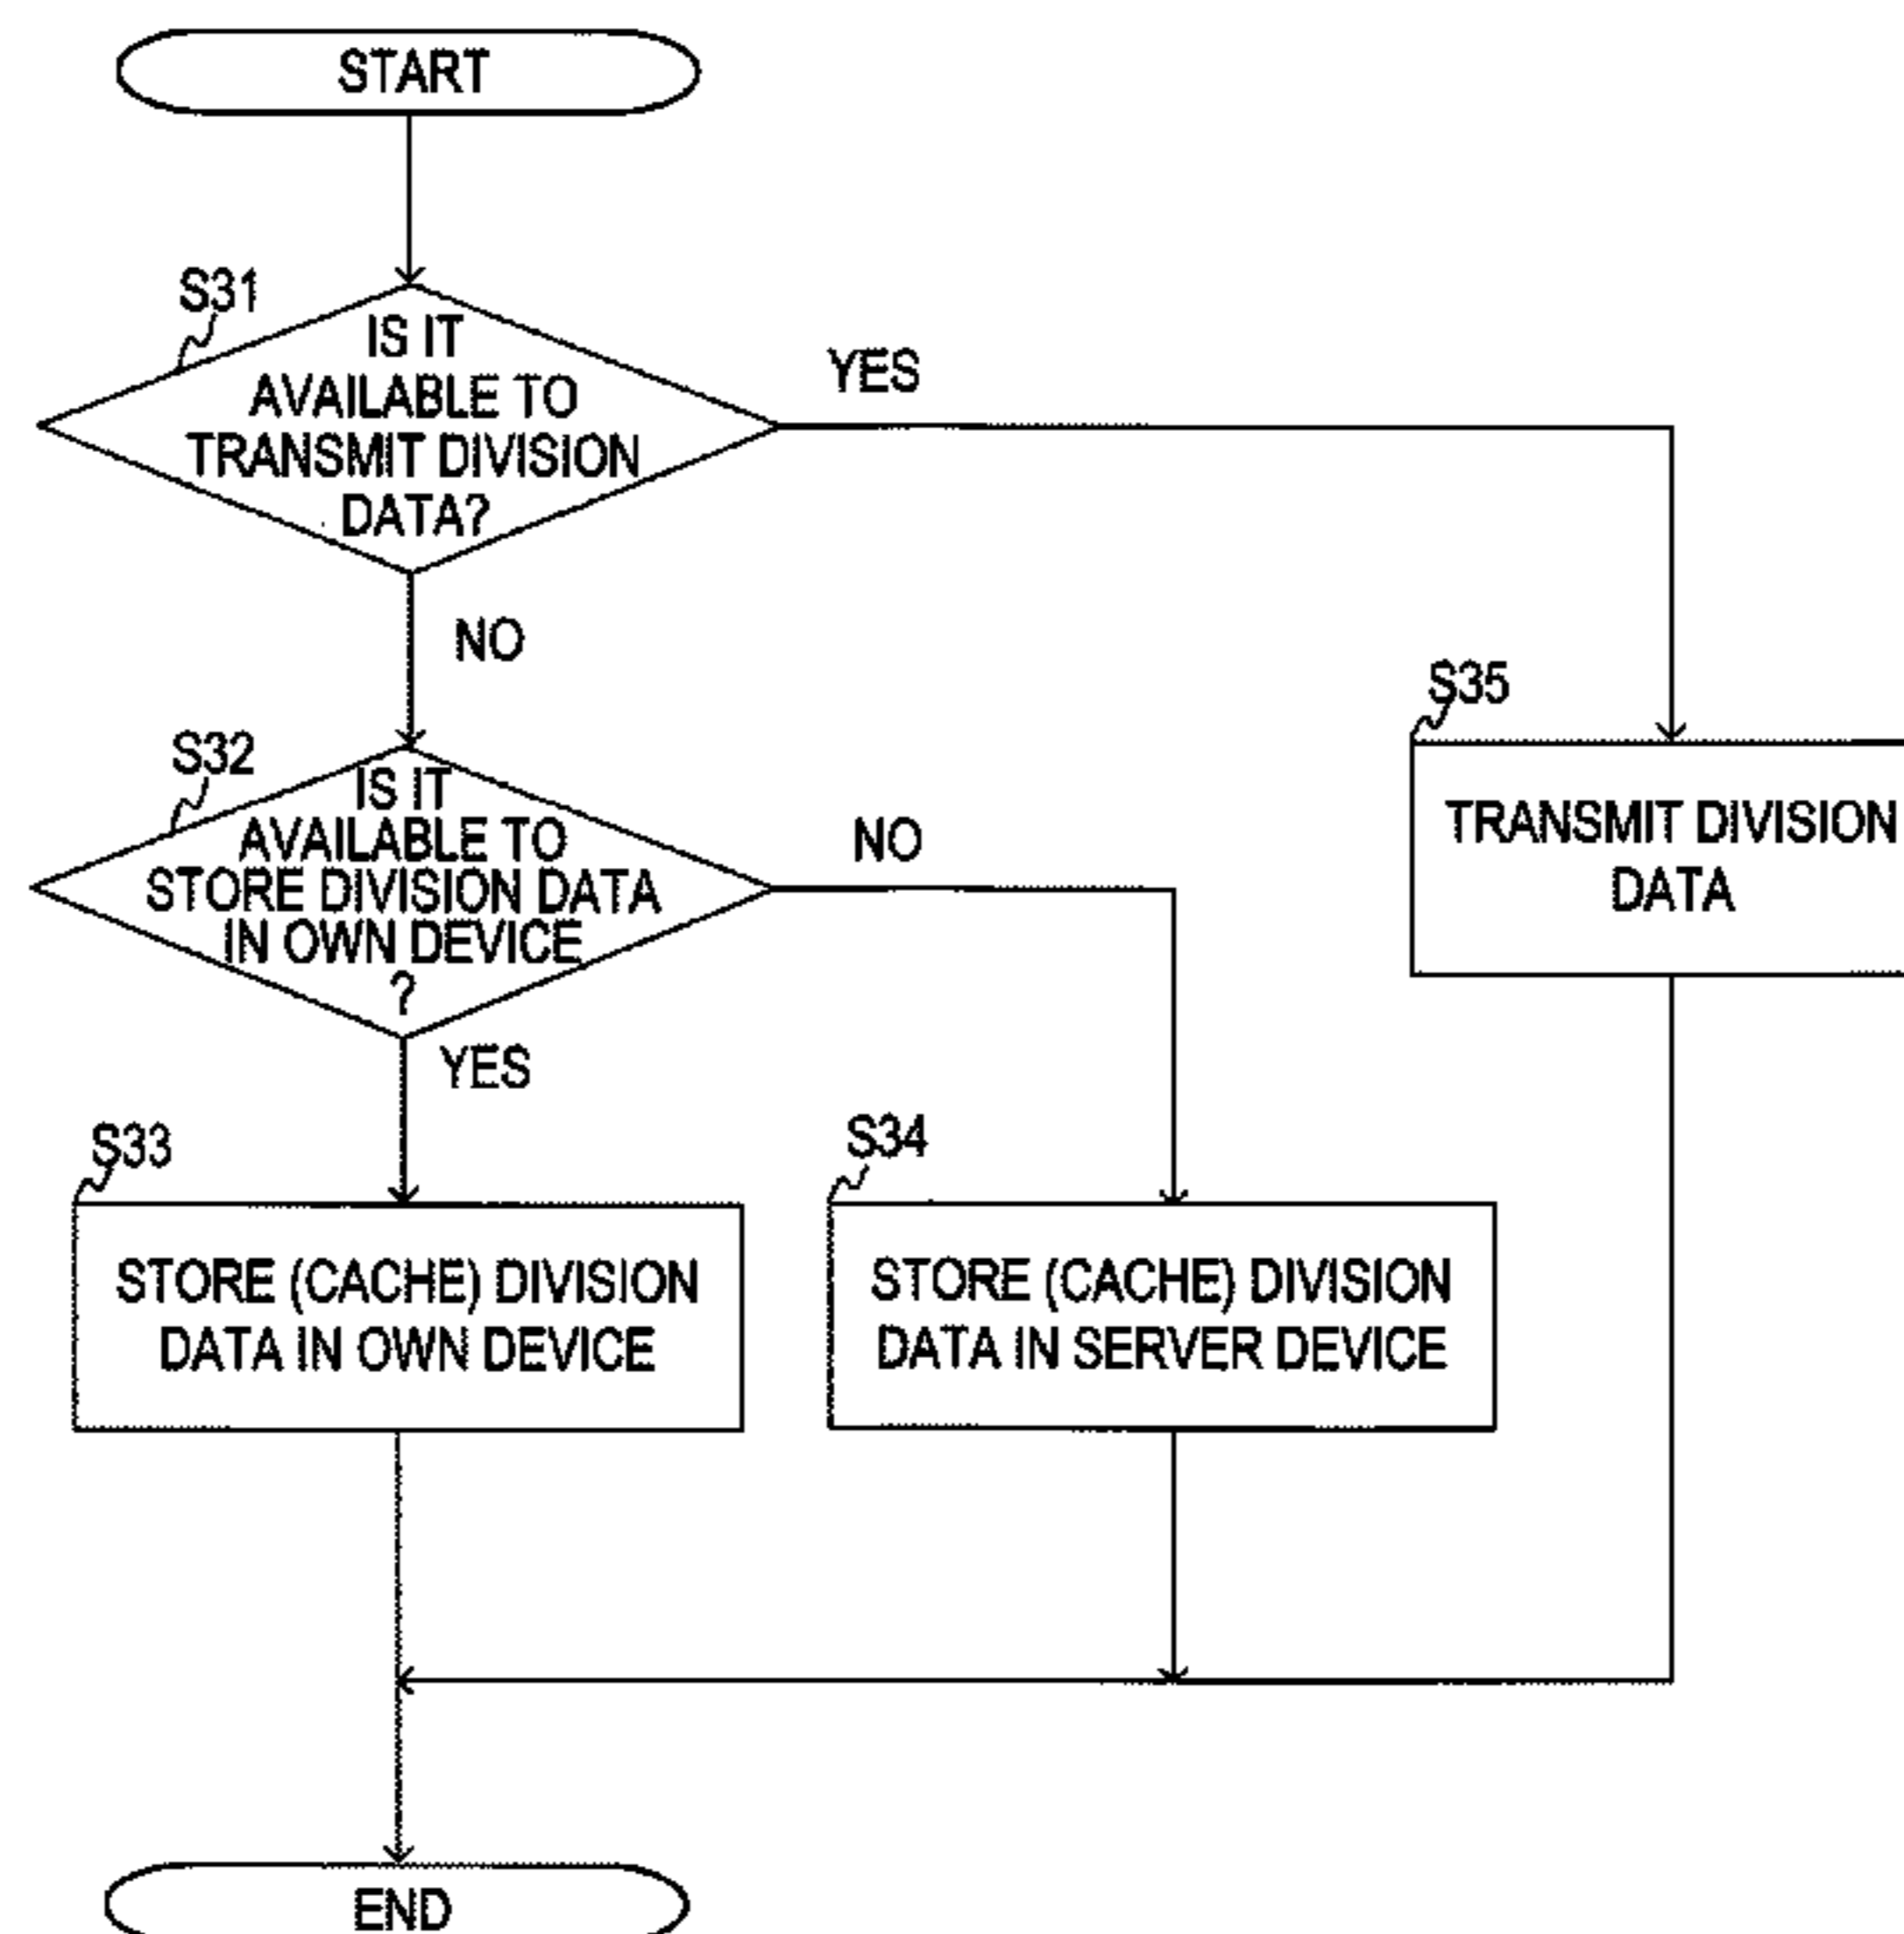 START
S31
IS IT
AVAILABLE TO
TRANSMIT DIVISION
DATA?
YES
NO
S35
TRANSMIT DIVISION
DATA
S32
IS IT
AVAILABLE TO
STORE DIVISION DATA
IN OWN DEVICE
?
NO
YES
S33
STORE (CACHE) DIVISION
DATA IN OWN DEVICE
S34
STORE (CACHE) DIVISION
DATA IN SERVER DEVICE
END